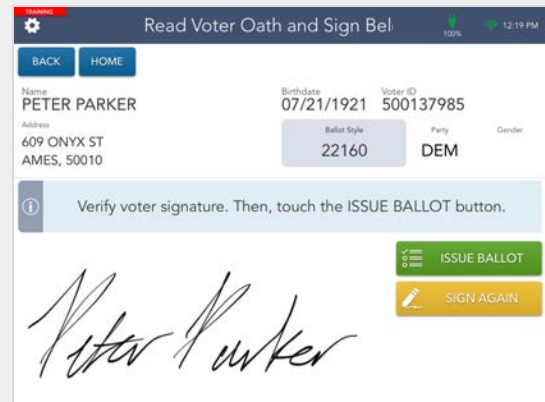 TRAINING
Read Voter Oath and Sign Bel
100%
12:19 PM
BACK HOME
Name Birthdate Voter ID
PETER PARKER 07/21/1921 500137985
Address Ballot Style Party Gender
609 ONYX ST 22160 DEM
AMES, 50010
Verify voter signature. Then, touch the ISSUE BALLOT button.
ISSUE BALLOT
SIGN AGAIN
Peter Parker